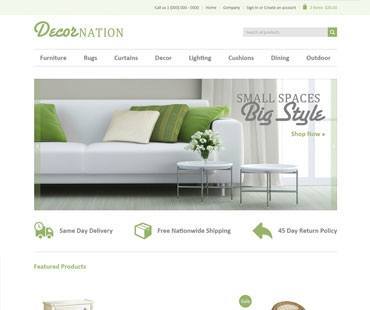 Call us 1 (000) 000 - 0000 Home Company Sign In or Create an account 2 items: $20.00
Decor NATION
Search all products...
Furniture Rugs Curtains Decor Lighting Cushions Dining Outdoor
SMALL SPACES
Big Style
Shop Now »
Same Day Delivery Free Nationwide Shipping 45 Day Return Policy
Featured Products
Sale